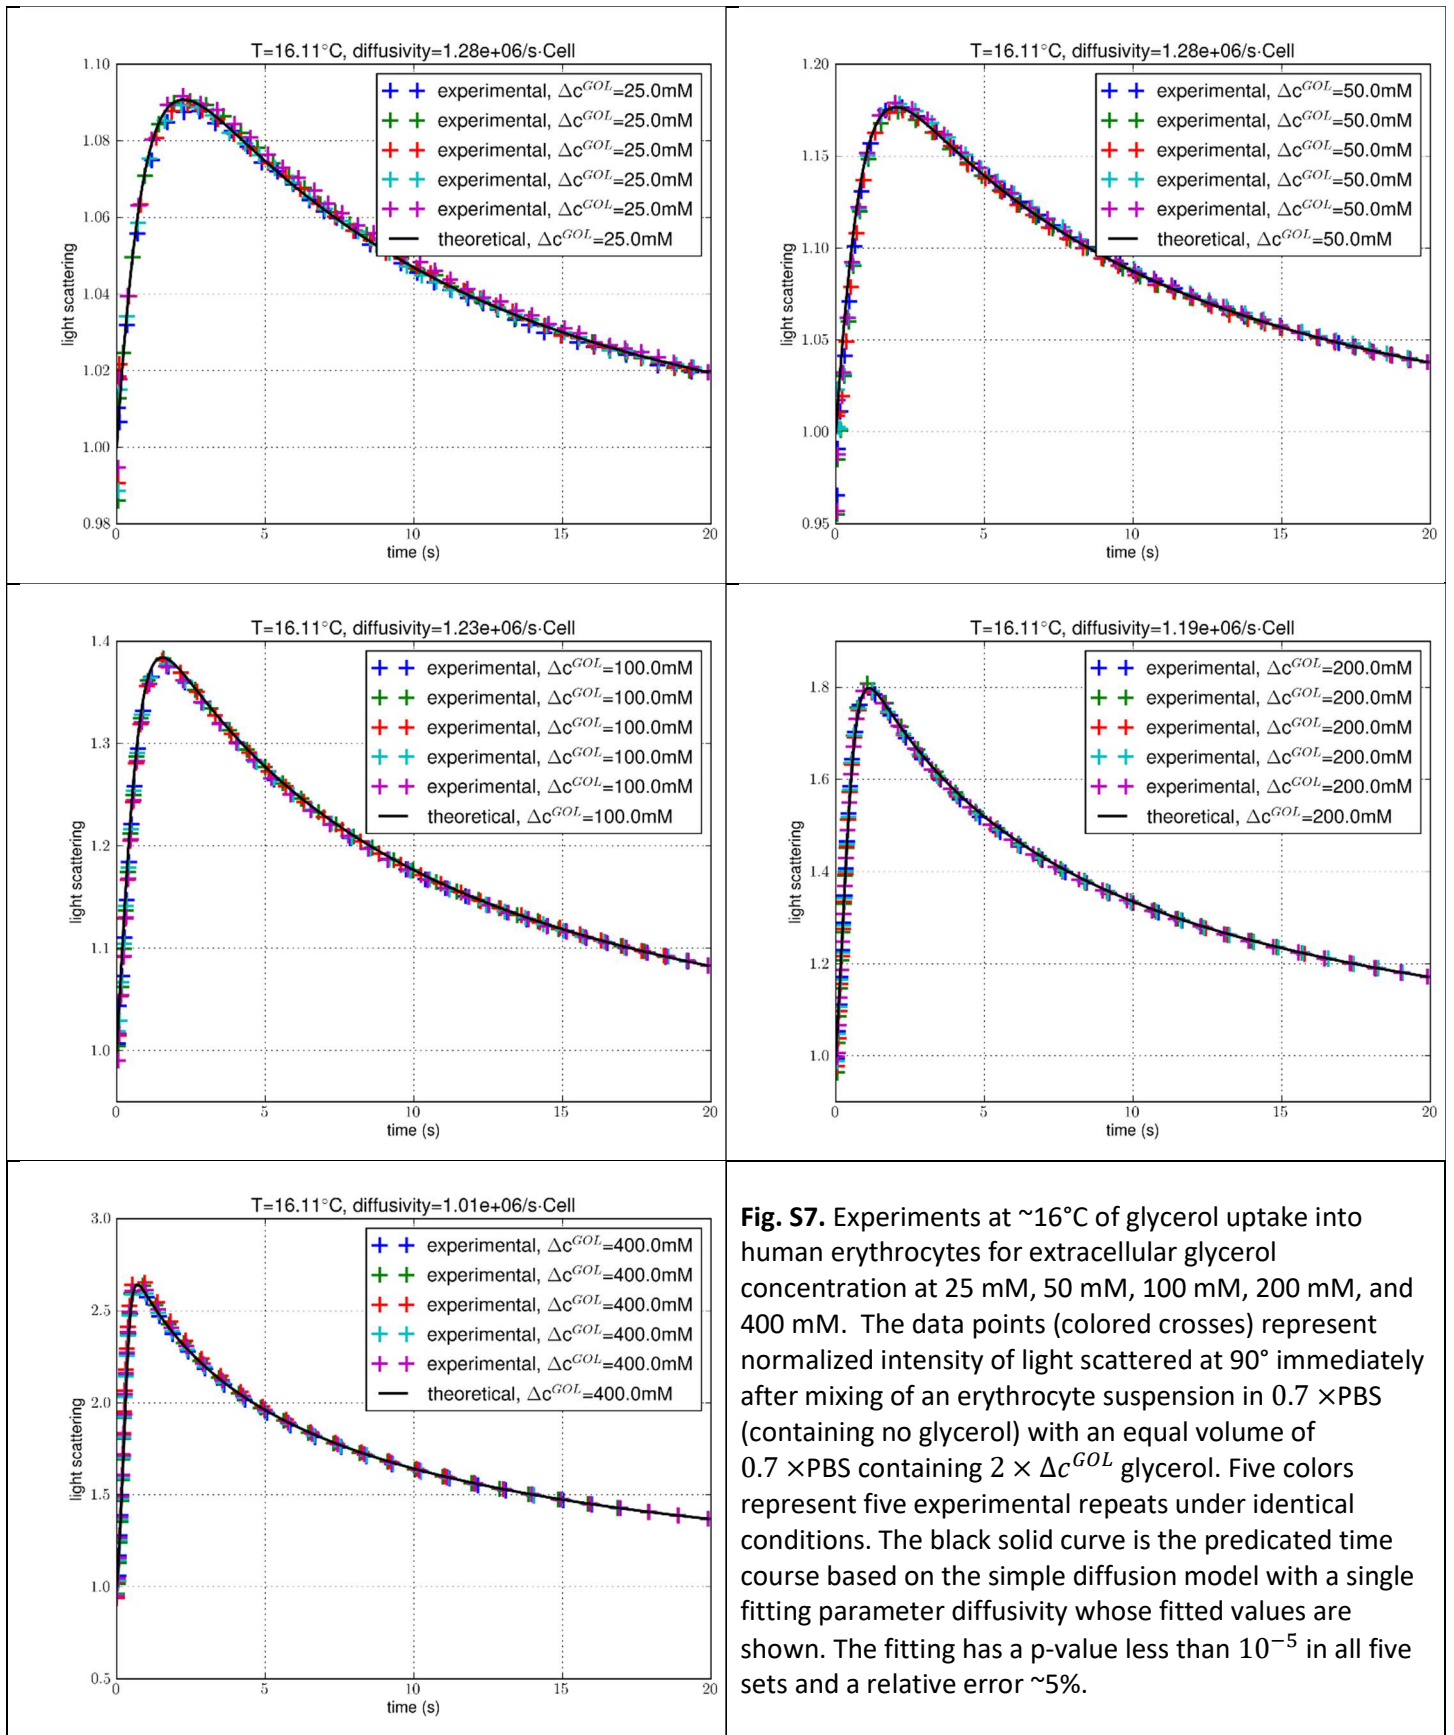 T=16.11°C, diffusivity=1.28e+06/s·Cell
1.10
1.08
1.06
1.04
1.02
1.00
0.98
light scattering
experimental, Δc^GOL=25.0mM
experimental, Δc^GOL=25.0mM
experimental, Δc^GOL=25.0mM
experimental, Δc^GOL=25.0mM
experimental, Δc^GOL=25.0mM
theoretical, Δc^GOL=25.0mM
0 5 10 15 20
time (s)
T=16.11°C, diffusivity=1.28e+06/s·Cell
1.20
1.15
1.10
1.05
1.00
0.95
light scattering
experimental, Δc^GOL=50.0mM
experimental, Δc^GOL=50.0mM
experimental, Δc^GOL=50.0mM
experimental, Δc^GOL=50.0mM
experimental, Δc^GOL=50.0mM
theoretical, Δc^GOL=50.0mM
0 5 10 15 20
time (s)
T=16.11°C, diffusivity=1.23e+06/s·Cell
1.4
1.3
1.2
1.1
1.0
light scattering
experimental, Δc^GOL=100.0mM
experimental, Δc^GOL=100.0mM
experimental, Δc^GOL=100.0mM
experimental, Δc^GOL=100.0mM
experimental, Δc^GOL=100.0mM
theoretical, Δc^GOL=100.0mM
0 5 10 15 20
time (s)
T=16.11°C, diffusivity=1.19e+06/s·Cell
1.8
1.6
1.4
1.2
1.0
light scattering
experimental, Δc^GOL=200.0mM
experimental, Δc^GOL=200.0mM
experimental, Δc^GOL=200.0mM
experimental, Δc^GOL=200.0mM
experimental, Δc^GOL=200.0mM
theoretical, Δc^GOL=200.0mM
0 5 10 15 20
time (s)
T=16.11°C, diffusivity=1.01e+06/s·Cell
3.0
2.5
2.0
1.5
1.0
0.5
light scattering
experimental, Δc^GOL=400.0mM
experimental, Δc^GOL=400.0mM
experimental, Δc^GOL=400.0mM
experimental, Δc^GOL=400.0mM
experimental, Δc^GOL=400.0mM
theoretical, Δc^GOL=400.0mM
0 5 10 15 20
time (s)
Fig. S7. Experiments at ~16°C of glycerol uptake into
human erythrocytes for extracellular glycerol
concentration at 25 mM, 50 mM, 100 mM, 200 mM, and
400 mM. The data points (colored crosses) represent
normalized intensity of light scattered at 90° immediately
after mixing of an erythrocyte suspension in 0.7 ×PBS
(containing no glycerol) with an equal volume of
0.7 ×PBS containing 2 × Δc^GOL glycerol. Five colors
represent five experimental repeats under identical
conditions. The black solid curve is the predicated time
course based on the simple diffusion model with a single
fitting parameter diffusivity whose fitted values are
shown. The fitting has a p-value less than 10⁻⁵ in all five
sets and a relative error ~5%.